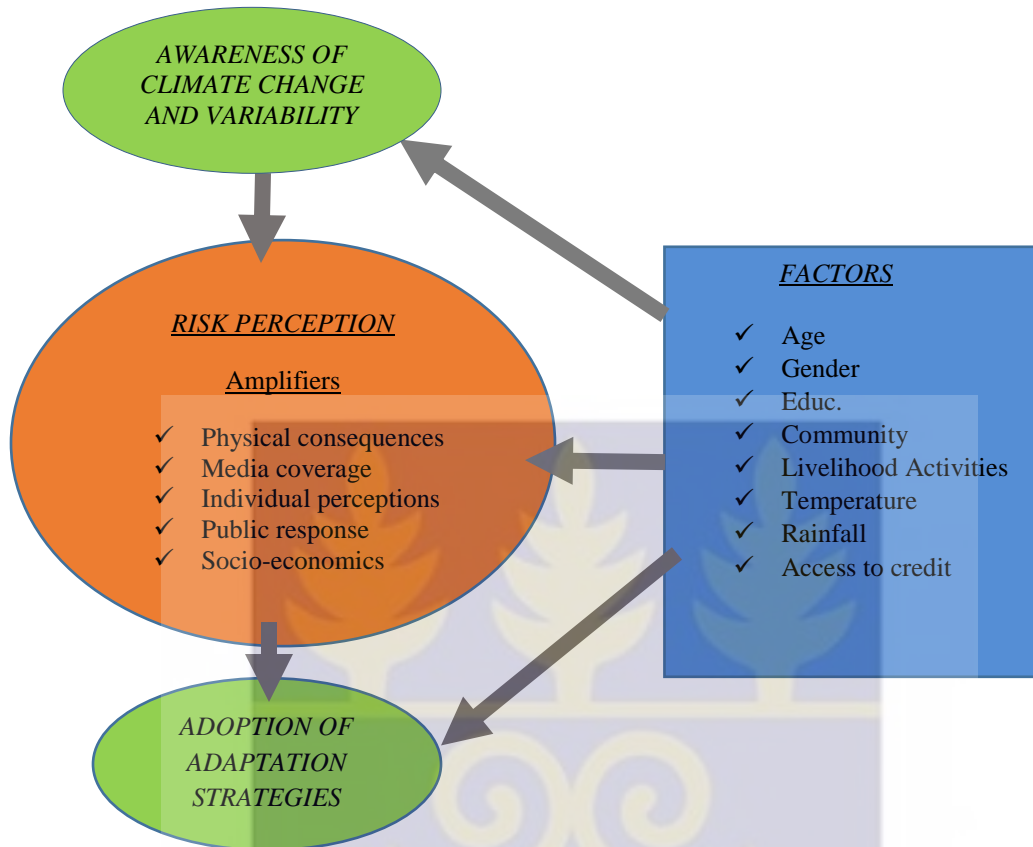 AWARENESS OF
CLIMATE CHANGE
AND VARIABILITY
RISK PERCEPTION
Amplifiers
✓ Physical consequences
✓ Media coverage
✓ Individual perceptions
✓ Public response
✓ Socio-economics
FACTORS
✓ Age
✓ Gender
✓ Educ.
✓ Community
✓ Livelihood Activities
✓ Temperature
✓ Rainfall
✓ Access to credit
ADOPTION OF
ADAPTATION
STRATEGIES